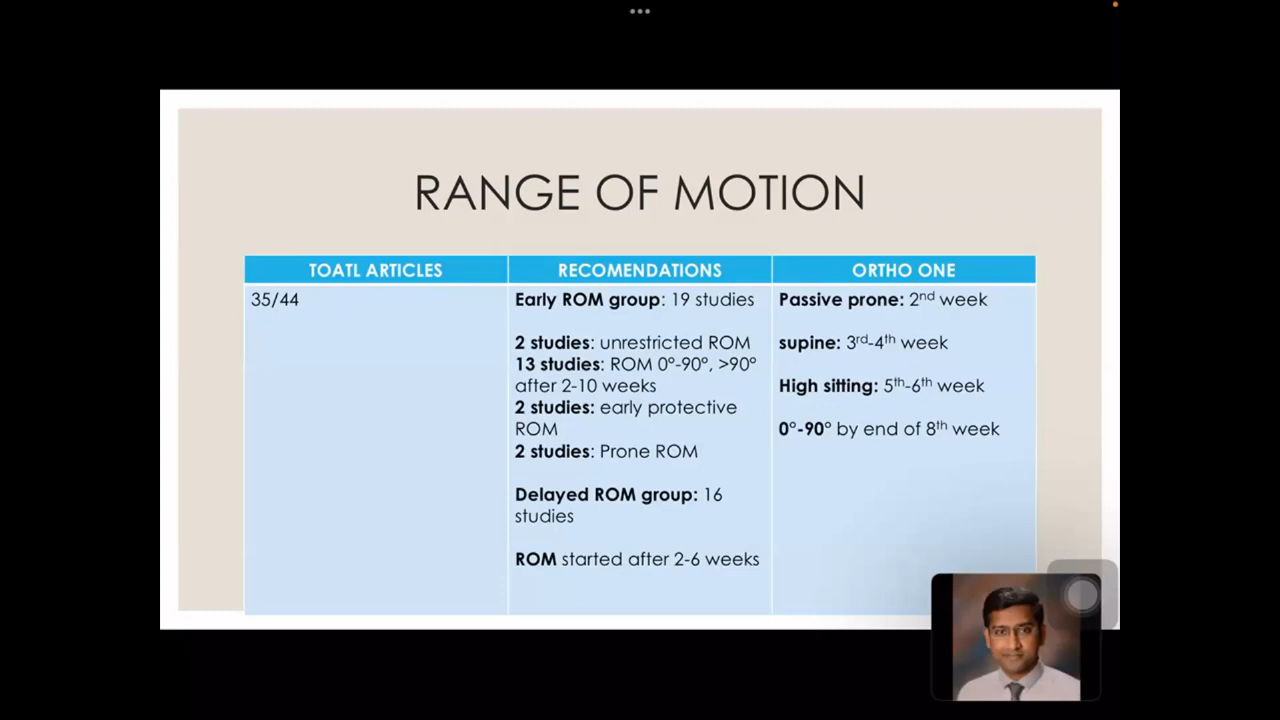 RANGE OF MOTION
TOATL ARTICLES
RECOMENDATIONS
ORTHO ONE
35/44
Early ROM group: 19 studies
2 studies: unrestricted ROM
13 studies: ROM 0°-90°, >90°
after 2-10 weeks
2 studies: early protective
ROM
2 studies: Prone ROM
Delayed ROM group: 16
studies
ROM started after 2-6 weeks
Passive prone: 2nd week
supine: 3rd-4th week
High sitting: 5th-6th week
0°-90° by end of 8th week